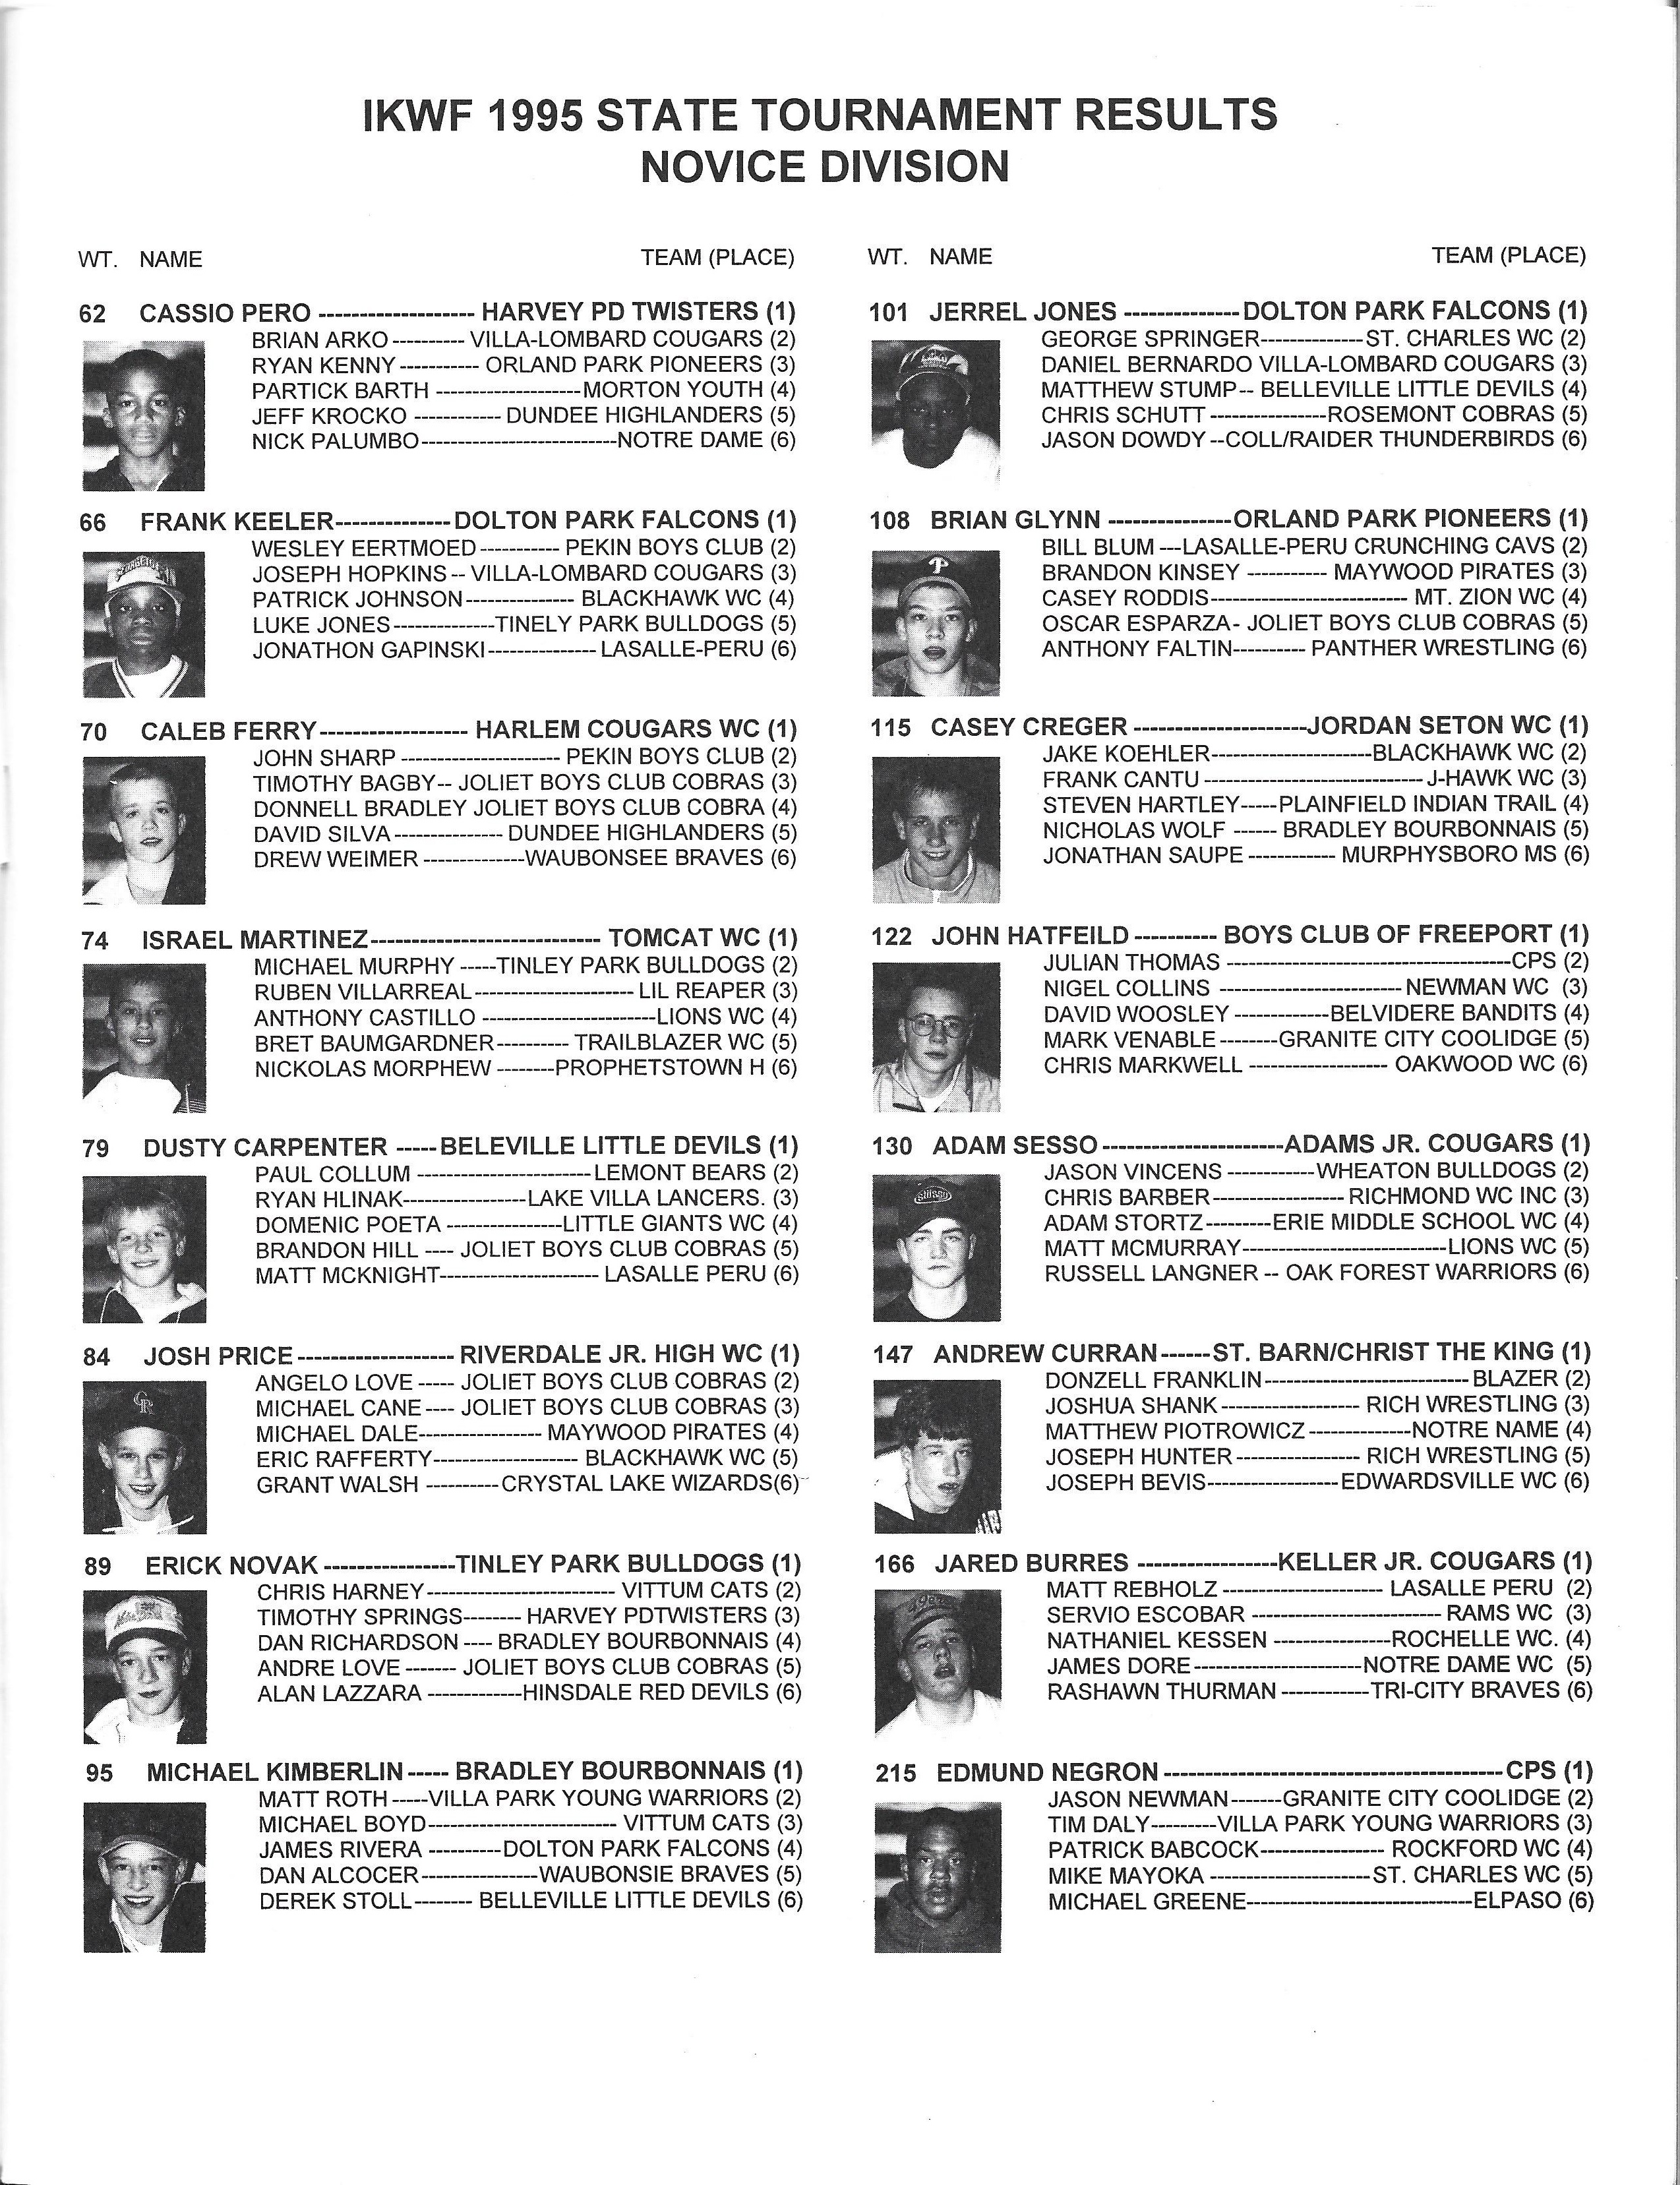 IKWF 1995 STATE TOURNAMENT RESULTS
NOVICE DIVISION
WT. NAME TEAM (PLACE)
62 CASSIO PERO ------------------- HARVEY PD TWISTERS (1)
BRIAN ARKO ---------- VILLA-LOMBARD COUGARS (2)
RYAN KENNY ----------- ORLAND PARK PIONEERS (3)
PARTICK BARTH --------------------MORTON YOUTH (4)
JEFF KROCKO ------------ DUNDEE HIGHLANDERS (5)
NICK PALUMBO---------------------------NOTRE DAME (6)
66 FRANK KEELER--------------DOLTON PARK FALCONS (1)
WESLEY EERTMOED ----------- PEKIN BOYS CLUB (2)
JOSEPH HOPKINS -- VILLA-LOMBARD COUGARS (3)
PATRICK JOHNSON--------------- BLACKHAWK WC (4)
LUKE JONES --------------TINELY PARK BULLDOGS (5)
JONATHON GAPINSKI--------------- LASALLE-PERU (6)
70 CALEB FERRY------------------ HARLEM COUGARS WC (1)
JOHN SHARP ---------------------- PEKIN BOYS CLUB (2)
TIMOTHY BAGBY-- JOLIET BOYS CLUB COBRAS (3)
DONNELL BRADLEY JOLIET BOYS CLUB COBRA (4)
DAVID SILVA --------------- DUNDEE HIGHLANDERS (5)
DREW WEIMER --------------WAUBONSEE BRAVES (6)
74 ISRAEL MARTINEZ---------------------------- TOMCAT WC (1)
MICHAEL MURPHY -----TINLEY PARK BULLDOGS (2)
RUBEN VILLARREAL---------------------- LIL REAPER (3)
ANTHONY CASTILLO ------------------------LIONS WC (4)
BRET BAUMGARDNER---------- TRAILBLAZER WC (5)
NICKOLAS MORPHEW --------PROPHETSTOWN H (6)
79 DUSTY CARPENTER -----BELEVILLE LITTLE DEVILS (1)
PAUL COLLUM ------------------------LEMONT BEARS (2)
RYAN HLINAK-----------------LAKE VILLA LANCERS. (3)
DOMENIC POETA ----------------LITTLE GIANTS WC (4)
BRANDON HILL ---- JOLIET BOYS CLUB COBRAS (5)
MATT MCKNIGHT---------------------- LASALLE PERU (6)
84 JOSH PRICE ------------------- RIVERDALE JR. HIGH WC (1)
ANGELO LOVE ----- JOLIET BOYS CLUB COBRAS (2)
MICHAEL CANE ---- JOLIET BOYS CLUB COBRAS (3)
MICHAEL DALE----------------- MAYWOOD PIRATES (4)
ERIC RAFFERTY-------------------- BLACKHAWK WC (5)
GRANT WALSH ----------CRYSTAL LAKE WIZARDS(6)
89 ERICK NOVAK ----------------TINLEY PARK BULLDOGS (1)
CHRIS HARNEY-------------------------- VITTUM CATS (2)
TIMOTHY SPRINGS-------- HARVEY PDTWISTERS (3)
DAN RICHARDSON ---- BRADLEY BOURBONNAIS (4)
ANDRE LOVE ------- JOLIET BOYS CLUB COBRAS (5)
ALAN LAZZARA -------------HINSDALE RED DEVILS (6)
95 MICHAEL KIMBERLIN ----- BRADLEY BOURBONNAIS (1)
MATT ROTH -----VILLA PARK YOUNG WARRIORS (2)
MICHAEL BOYD-------------------------- VITTUM CATS (3)
JAMES RIVERA ----------DOLTON PARK FALCONS (4)
DAN ALCOCER----------------WAUBONSIE BRAVES (5)
DEREK STOLL-------- BELLEVILLE LITTLE DEVILS (6)
WT. NAME TEAM (PLACE)
101 JERREL JONES --------------DOLTON PARK FALCONS (1)
GEORGE SPRINGER--------------ST. CHARLES WC (2)
DANIEL BERNARDO VILLA-LOMBARD COUGARS (3)
MATTHEW STUMP-- BELLEVILLE LITTLE DEVILS (4)
CHRIS SCHUTT ----------------ROSEMONT COBRAS (5)
JASON DOWDY --COLL/RAIDER THUNDERBIRDS (6)
108 BRIAN GLYNN ---------------ORLAND PARK PIONEERS (1)
BILL BLUM ---LASALLE-PERU CRUNCHING CAVS (2)
BRANDON KINSEY ----------- MAYWOOD PIRATES (3)
CASEY RODDIS--------------------------- MT. ZION WC (4)
OSCAR ESPARZA- JOLIET BOYS CLUB COBRAS (5)
ANTHONY FALTIN---------- PANTHER WRESTLING (6)
115 CASEY CREGER ---------------------JORDAN SETON WC (1)
JAKE KOEHLER----------------------BLACKHAWK WC (2)
FRANK CANTU ------------------------------ J-HAWK WC (3)
STEVEN HARTLEY-----PLAINFIELD INDIAN TRAIL (4)
NICHOLAS WOLF ------ BRADLEY BOURBONNAIS (5)
JONATHAN SAUPE ------------ MURPHYSBORO MS (6)
122 JOHN HATFEILD ---------- BOYS CLUB OF FREEPORT (1)
JULIAN THOMAS ---------------------------------------CPS (2)
NIGEL COLLINS ------------------------- NEWMAN WC (3)
DAVID WOOSLEY -------------BELVIDERE BANDITS (4)
MARK VENABLE --------GRANITE CITY COOLIDGE (5)
CHRIS MARKWELL ------------------- OAKWOOD WC (6)
130 ADAM SESSO ----------------------ADAMS JR. COUGARS (1)
JASON VINCENS ------------WHEATON BULLDOGS (2)
CHRIS BARBER------------------ RICHMOND WC INC (3)
ADAM STORTZ---------ERIE MIDDLE SCHOOL WC (4)
MATT MCMURRAY----------------------------LIONS WC (5)
RUSSELL LANGNER -- OAK FOREST WARRIORS (6)
147 ANDREW CURRAN------ST. BARN/CHRIST THE KING (1)
DONZELL FRANKLIN---------------------------- BLAZER (2)
JOSHUA SHANK ------------------- RICH WRESTLING (3)
MATTHEW PIOTROWICZ --------------NOTRE NAME (4)
JOSEPH HUNTER ----------------- RICH WRESTLING (5)
JOSEPH BEVIS------------------EDWARDSVILLE WC (6)
166 JARED BURRES -----------------KELLER JR. COUGARS (1)
MATT REBHOLZ ---------------------- LASALLE PERU (2)
SERVIO ESCOBAR -------------------------- RAMS WC (3)
NATHANIEL KESSEN ----------------ROCHELLE WC. (4)
JAMES DORE-----------------------NOTRE DAME WC (5)
RASHAWN THURMAN ------------TRI-CITY BRAVES (6)
215 EDMUND NEGRON -----------------------------------------CPS (1)
JASON NEWMAN-------GRANITE CITY COOLIDGE (2)
TIM DALY---------VILLA PARK YOUNG WARRIORS (3)
PATRICK BABCOCK----------------- ROCKFORD WC (4)
MIKE MAYOKA ----------------------ST. CHARLES WC (5)
MICHAEL GREENE-------------------------------ELPASO (6)